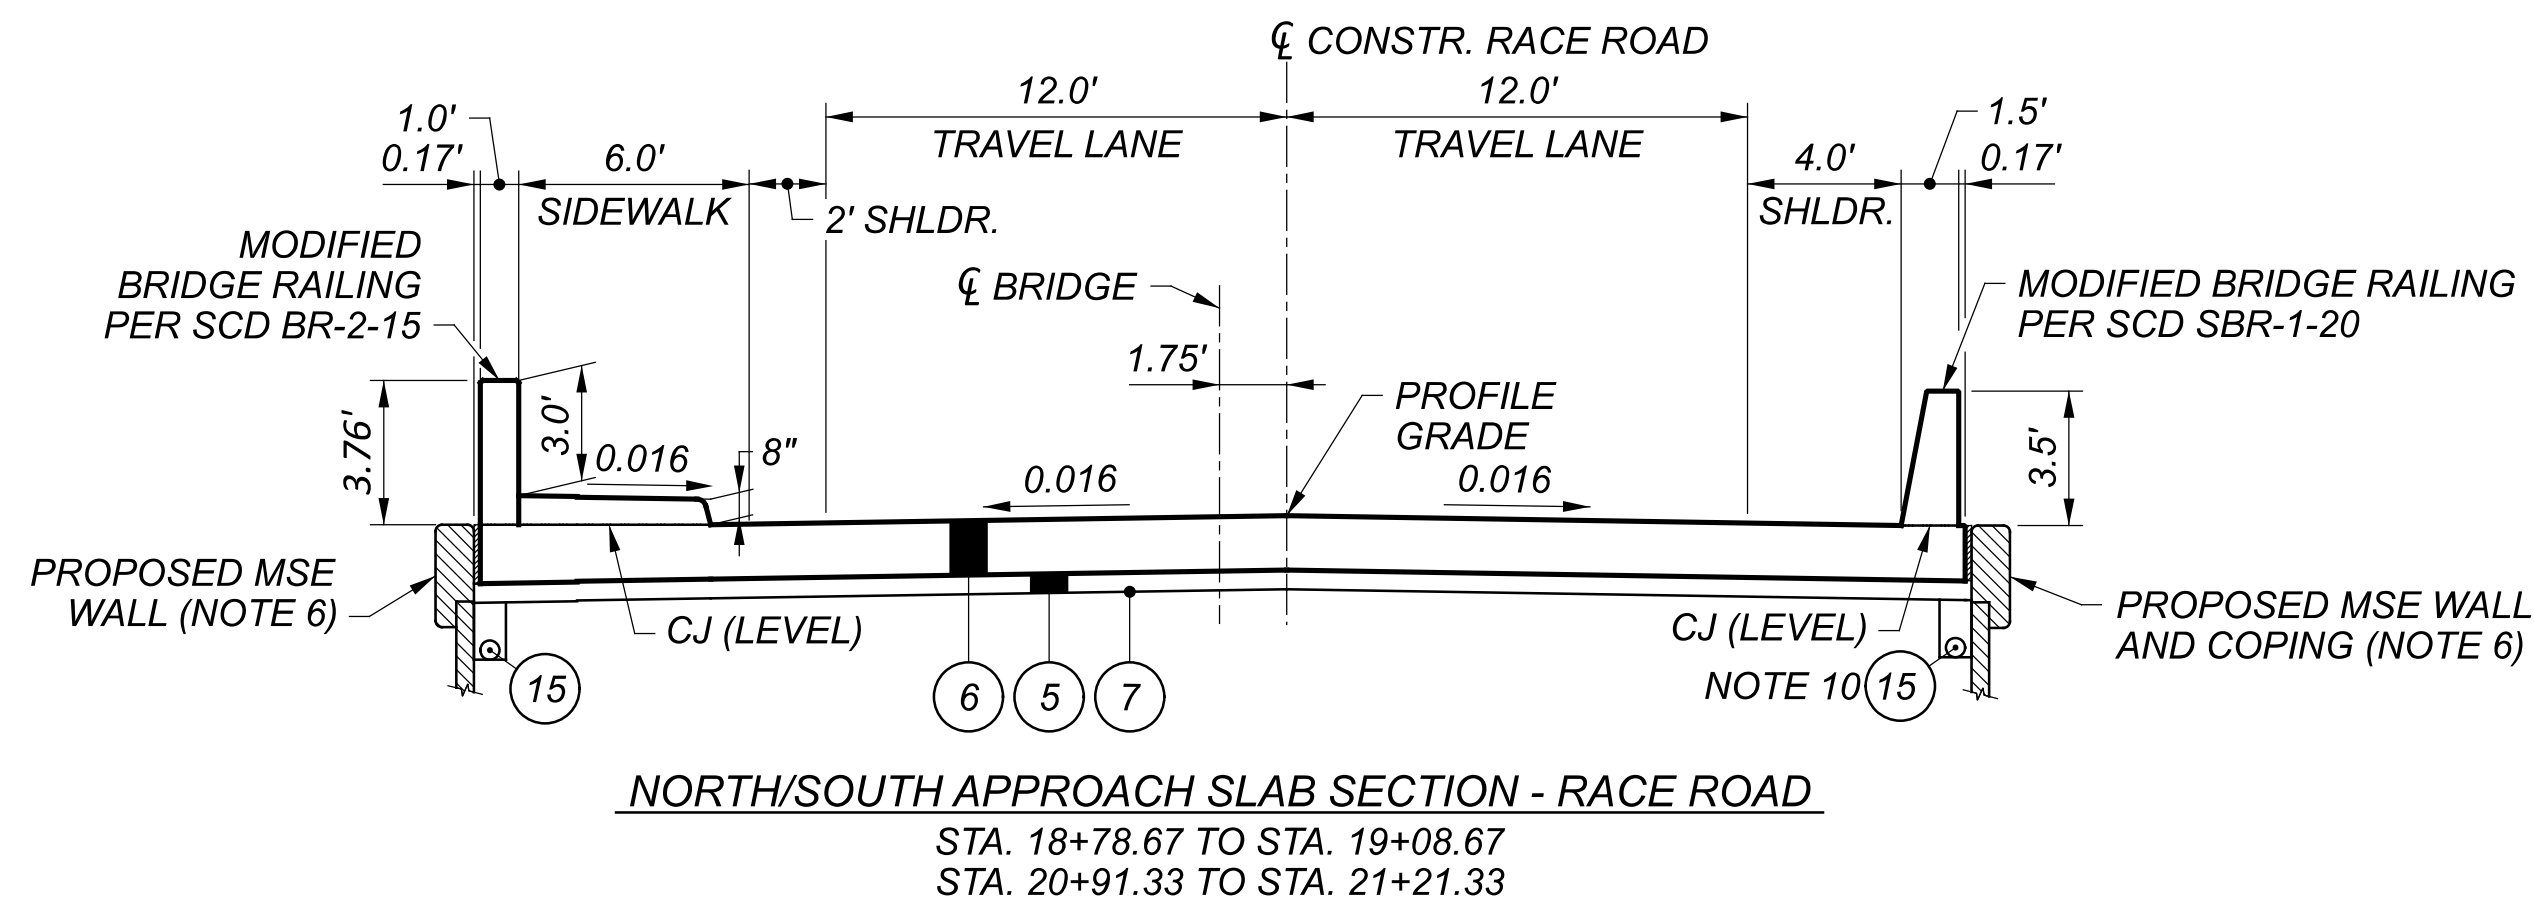 ℄ CONSTR. RACE ROAD
12.0' 12.0'
TRAVEL LANE TRAVEL LANE
1.0' 1.5'
0.17' 6.0' 4.0' 0.17'
SIDEWALK SHLDR.
2' SHLDR.
MODIFIED
BRIDGE RAILING
PER SCD BR-2-15
℄ BRIDGE
MODIFIED BRIDGE RAILING
PER SCD SBR-1-20
1.75'
PROFILE
GRADE
3.76'
3.0'
0.016
8"
0.016
0.016
3.5'
PROPOSED MSE
WALL (NOTE 6)
CJ (LEVEL)
CJ (LEVEL)
PROPOSED MSE WALL
AND COPING (NOTE 6)
15
6
5
7
NOTE 10 15
NORTH/SOUTH APPROACH SLAB SECTION - RACE ROAD
STA. 18+78.67 TO STA. 19+08.67
STA. 20+91.33 TO STA. 21+21.33